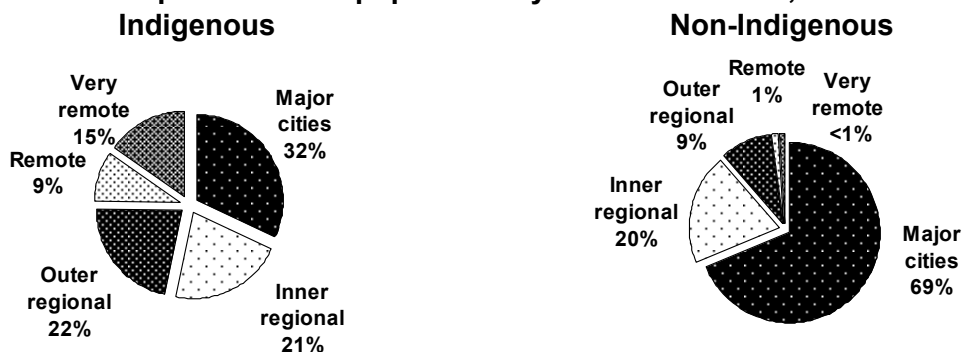 Indigenous
Very
remote
15%
Major
cities
32%
Remote
9%
Outer
regional
22%
Inner
regional
21%
Non-Indigenous
Remote
1%
Very
remote
<1%
Outer
regional
9%
Inner
regional
20%
Major
cities
69%